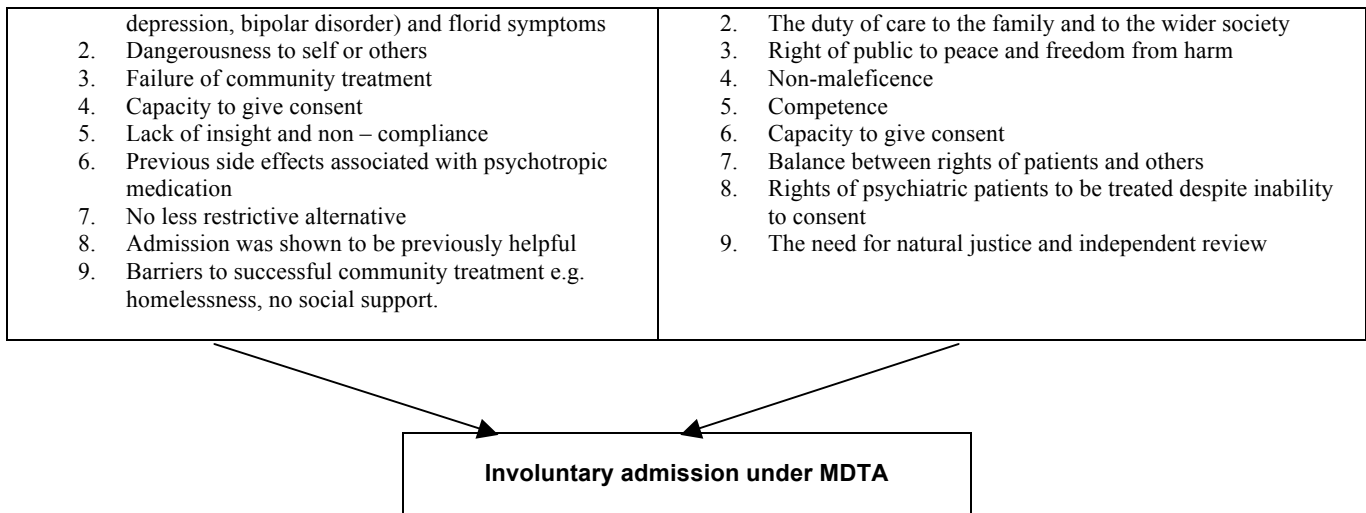 depression, bipolar disorder) and florid symptoms
2. Dangerousness to self or others
3. Failure of community treatment
4. Capacity to give consent
5. Lack of insight and non – compliance
6. Previous side effects associated with psychotropic
medication
7. No less restrictive alternative
8. Admission was shown to be previously helpful
9. Barriers to successful community treatment e.g.
homelessness, no social support.
2. The duty of care to the family and to the wider society
3. Right of public to peace and freedom from harm
4. Non-maleficence
5. Competence
6. Capacity to give consent
7. Balance between rights of patients and others
8. Rights of psychiatric patients to be treated despite inability
to consent
9. The need for natural justice and independent review
Involuntary admission under MDTA